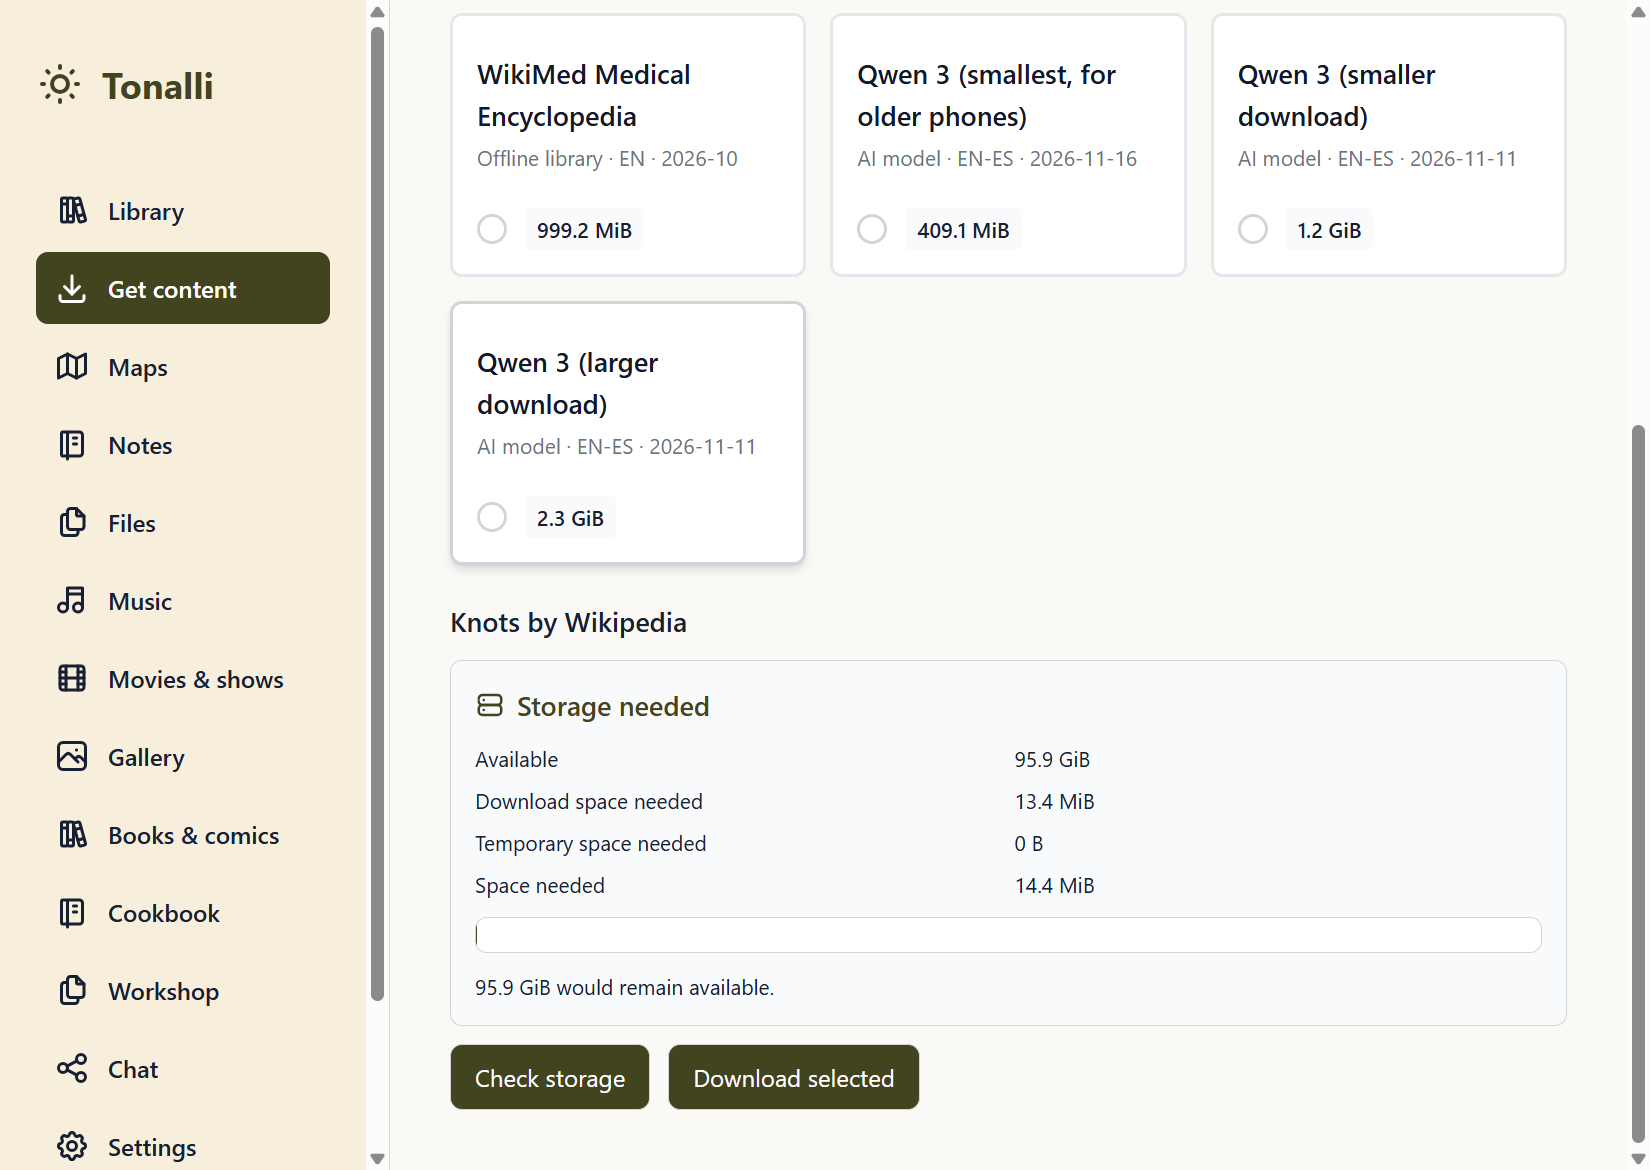 Tonalli
Library
Get content
Maps
Notes
Files
Music
Movies & shows
Gallery
Books & comics
Cookbook
Workshop
Chat
Settings
WikiMed Medical
Encyclopedia
Offline library · EN · 2026-10
999.2 MiB
Qwen 3 (smallest, for
older phones)
AI model · EN-ES · 2026-11-16
409.1 MiB
Qwen 3 (smaller
download)
AI model · EN-ES · 2026-11-11
1.2 GiB
Qwen 3 (larger
download)
AI model · EN-ES · 2026-11-11
2.3 GiB
Knots by Wikipedia
Storage needed
Available 95.9 GiB
Download space needed 13.4 MiB
Temporary space needed 0 B
Space needed 14.4 MiB
95.9 GiB would remain available.
Check storage
Download selected